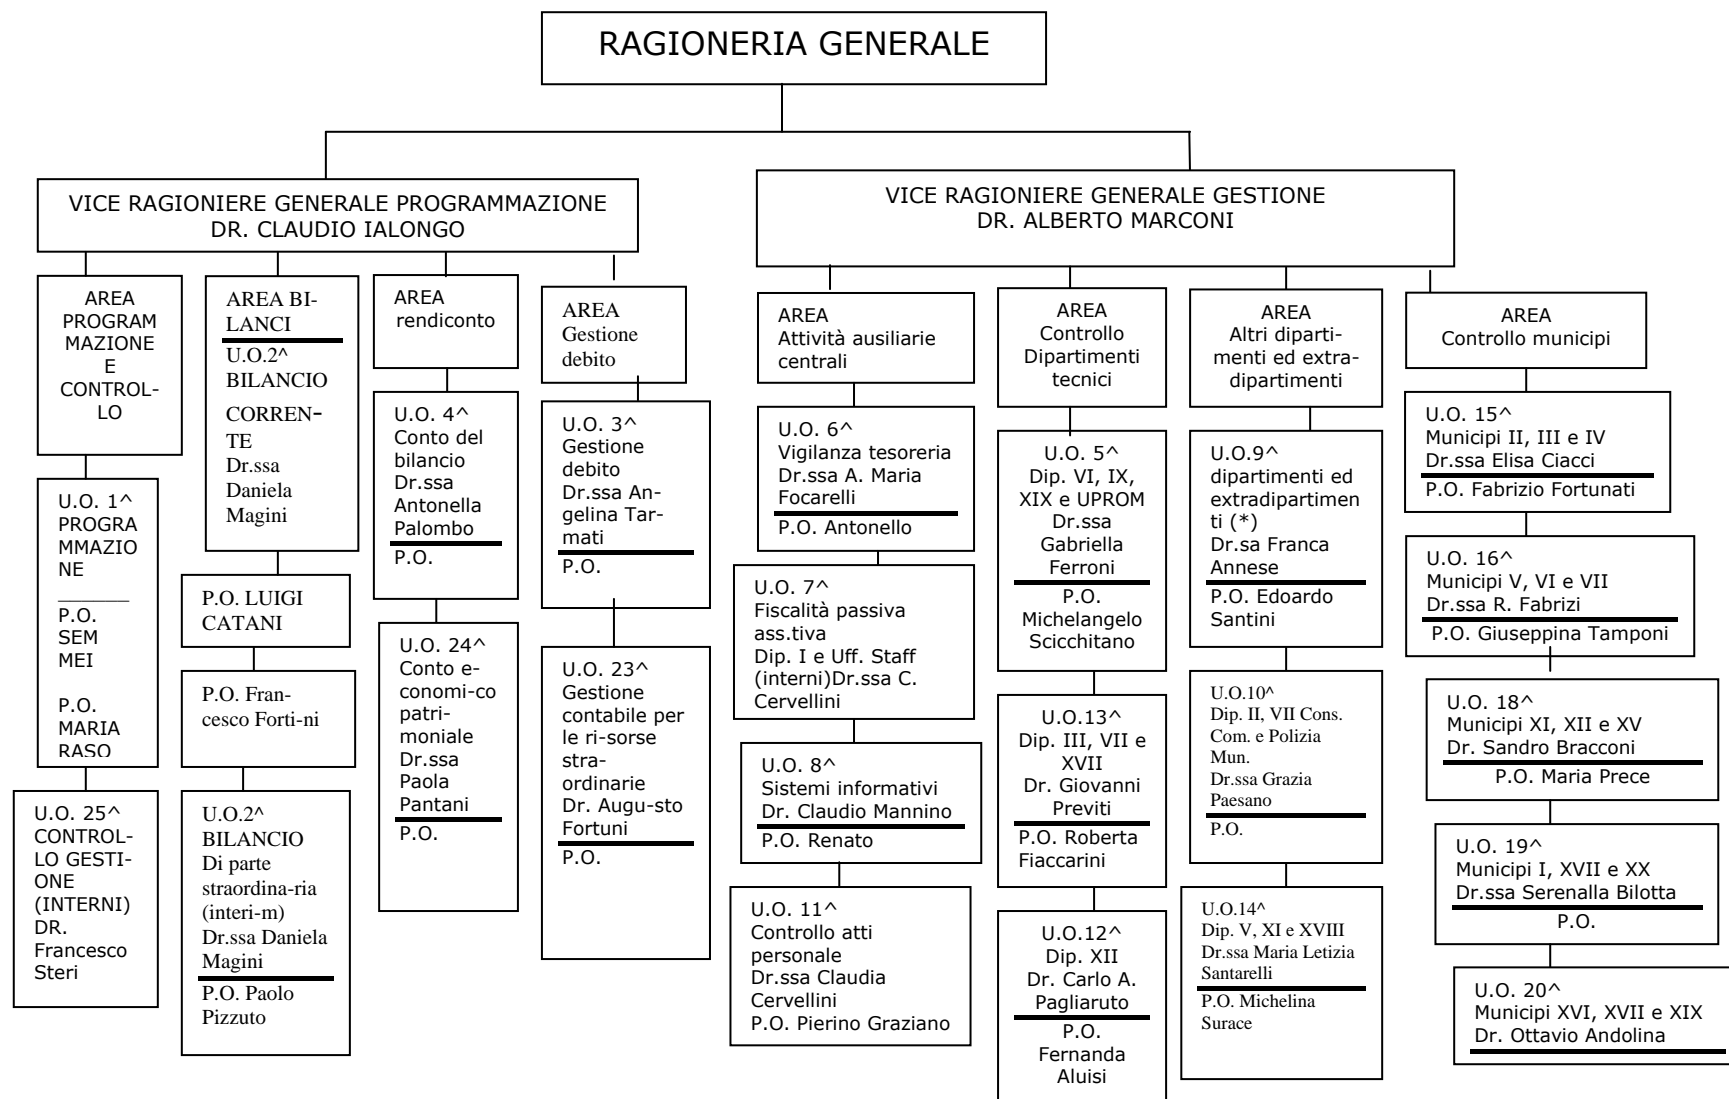 RAGIONERIA GENERALE
VICE RAGIONIERE GENERALE PROGRAMMAZIONE
DR. CLAUDIO IALONGO
VICE RAGIONIERE GENERALE GESTIONE
DR. ALBERTO MARCONI
AREA
PROGRAM
MAZIONE
E
CONTROL-
LO
U.O. 1^
PROGRA
MMAZIO
NE
_______
P.O.
SEM
MEI
P.O.
MARIA
RASO
U.O. 25^
CONTROL-
LO GESTI-
ONE
(INTERNI)
DR.
Francesco
Steri
AREA BI-
LANCI
U.O.2^
BILANCIO
CORREN-
TE
Dr.ssa
Daniela
Magini
P.O. LUIGI
CATANI
P.O. Fran-
cesco Forti-ni
U.O.2^
BILANCIO
Di parte
straordina-ria
(interi-m)
Dr.ssa Daniela
Magini
P.O. Paolo
Pizzuto
AREA
rendiconto
U.O. 4^
Conto del
bilancio
Dr.ssa
Antonella
Palombo
P.O.
U.O. 24^
Conto e-
conomi-co
patri-
moniale
Dr.ssa
Paola
Pantani
P.O.
AREA
Gestione
debito
U.O. 3^
Gestione
debito
Dr.ssa An-
gelina Tar-
mati
P.O.
U.O. 23^
Gestione
contabile per
le ri-sorse
stra-
ordinarie
Dr. Augu-sto
Fortuni
P.O.
AREA
Attività ausiliarie
centrali
U.O. 6^
Vigilanza tesoreria
Dr.ssa A. Maria
Focarelli
P.O. Antonello
U.O. 7^
Fiscalità passiva
ass.tiva
Dip. I e Uff. Staff
(interni)Dr.ssa C.
Cervellini
U.O. 8^
Sistemi informativi
Dr. Claudio Mannino
P.O. Renato
U.O. 11^
Controllo atti
personale
Dr.ssa Claudia
Cervellini
P.O. Pierino Graziano
AREA
Controllo
Dipartimenti
tecnici
U.O. 5^
Dip. VI, IX,
XIX e UPROM
Dr.ssa
Gabriella
Ferroni
P.O.
Michelangelo
Scicchitano
U.O.13^
Dip. III, VII e
XVII
Dr. Giovanni
Previti
P.O. Roberta
Fiaccarini
U.O.12^
Dip. XII
Dr. Carlo A.
Pagliaruto
P.O.
Fernanda
Aluisi
AREA
Altri diparti-
menti ed extra-
dipartimenti
U.O.9^
dipartimenti ed
extradipartimen
ti (*)
Dr.sa Franca
Annese
P.O. Edoardo
Santini
U.O.10^
Dip. II, VII Cons.
Com. e Polizia
Mun.
Dr.ssa Grazia
Paesano
P.O.
U.O.14^
Dip. V, XI e XVIII
Dr.ssa Maria Letizia
Santarelli
P.O. Michelina
Surace
AREA
Controllo municipi
U.O. 15^
Municipi II, III e IV
Dr.ssa Elisa Ciacci
P.O. Fabrizio Fortunati
U.O. 16^
Municipi V, VI e VII
Dr.ssa R. Fabrizi
P.O. Giuseppina Tamponi
U.O. 18^
Municipi XI, XII e XV
Dr. Sandro Bracconi
P.O. Maria Prece
U.O. 19^
Municipi I, XVII e XX
Dr.ssa Serenalla Bilotta
P.O.
U.O. 20^
Municipi XVI, XVII e XIX
Dr. Ottavio Andolina